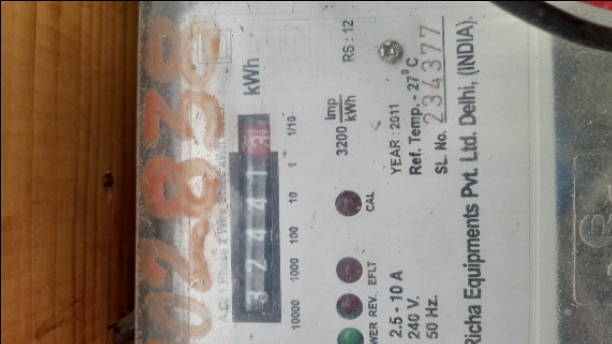 02838
kWh
3 2 4 4 1 3
10000 1000 100 10 1 1/10
3200 Imp/kWh
RS : 12
CAL
EFLT
REV.
YEAR : 2011
Ref. Temp. - 27°C
SL. No. 234377
2.5 - 10 A
240 V.
50 Hz.
Richa Equipments Pvt. Ltd. Delhi, (INDIA).